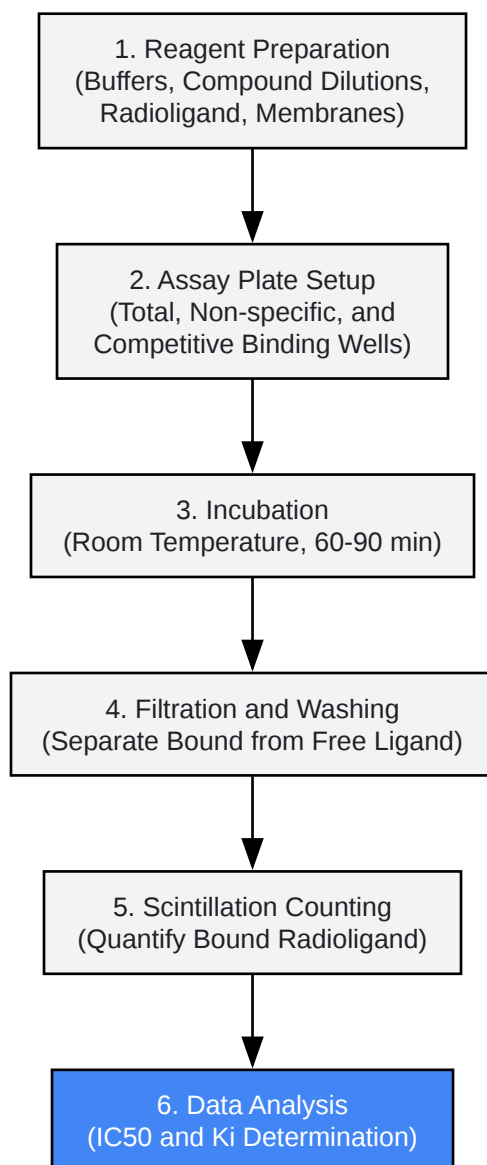 1. Reagent Preparation
(Buffers, Compound Dilutions,
Radioligand, Membranes)
2. Assay Plate Setup
(Total, Non-specific, and
Competitive Binding Wells)
3. Incubation
(Room Temperature, 60-90 min)
4. Filtration and Washing
(Separate Bound from Free Ligand)
5. Scintillation Counting
(Quantify Bound Radioligand)
6. Data Analysis
(IC50 and Ki Determination)